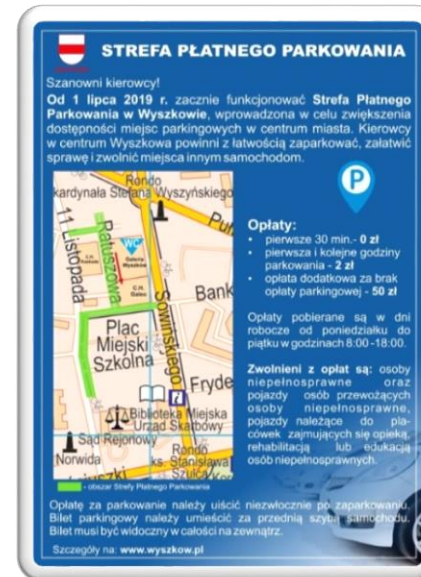 STREFA PŁATNEGO PARKOWANIA
Szanowni kierowcy!
Od 1 lipca 2019 r. zacznie funkcjonować Strefa Płatnego
Parkowania w Wyszkowie, wprowadzona w celu zwiększenia
dostępności miejsc parkingowych w centrum miasta. Kierowcy
w centrum Wyszkowa powinni z łatwością zaparkować, załatwić
sprawę i zwolnić miejsca innym samochodom.
Rondo
kardynała Stefana Wyszyńskiego
11 Listopada
Ratuszowa
WC
Galeria
Wyszków
C.H.
Sowińskiego
Bank
Plac
Miejski
Szkolna
Fryde
i
Biblioteka Miejska
Urząd Skarbowy
Sąd Rejonowy
Norwida
Rondo
ks. Stanisława
Szulca
- obszar Strefy Płatnego Parkowania
P
Opłaty:
• pierwsze 30 min.- 0 zł
• pierwsza i kolejne godziny
parkowania - 2 zł
• opłata dodatkowa za brak
opłaty parkingowej - 50 zł
Opłaty pobierane są w dni
robocze od poniedziałku do
piątku w godzinach 8:00 -18:00.
Zwolnieni z opłat są: osoby
niepełnosprawne oraz
pojazdy osób przewożących
osoby niepełnosprawne,
pojazdy należące do pla-
cówek zajmujących się opieką,
rehabilitacją lub edukacją
osób niepełnosprawnych.
Opłatę za parkowanie należy uiścić niezwłocznie po zaparkowaniu.
Bilet parkingowy należy umieścić za przednią szybą samochodu.
Bilet musi być widoczny w całości na zewnątrz.
Szczegóły na: www.wyszkow.pl